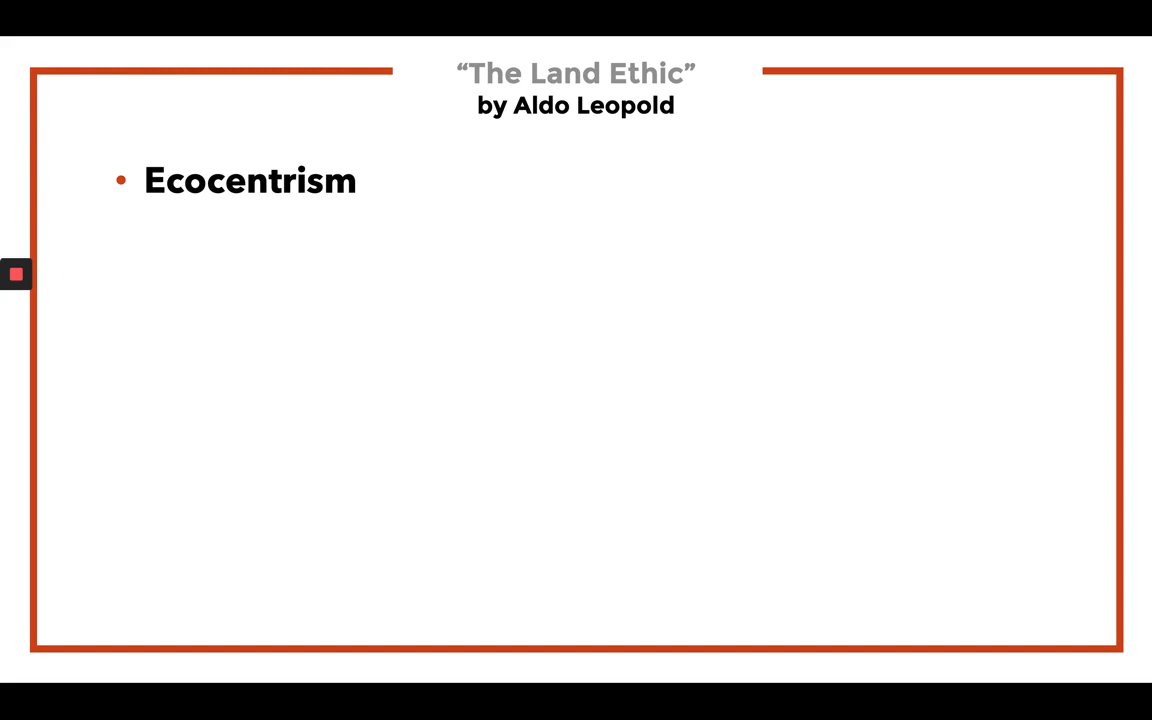 “The Land Ethic”
by Aldo Leopold
• Ecocentrism